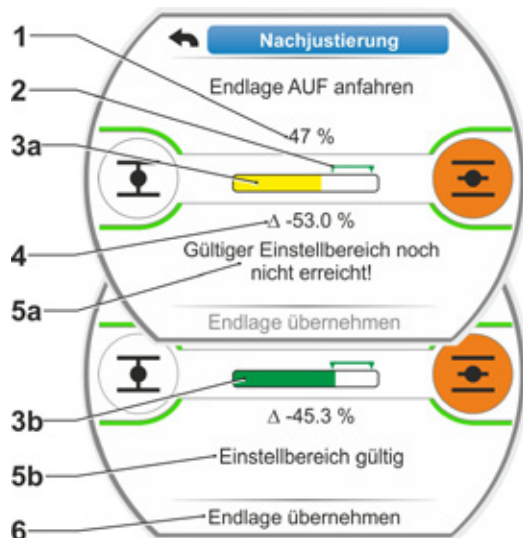 Nachjustierung
1
Endlage AUF anfahren
2
47 %
3a
Δ -53.0 %
4
Gültiger Einstellbereich noch
nicht erreicht!
5a
Endlage übernehmen
3b
Δ -45.3 %
5b
Einstellbereich gültig
6
Endlage übernehmen